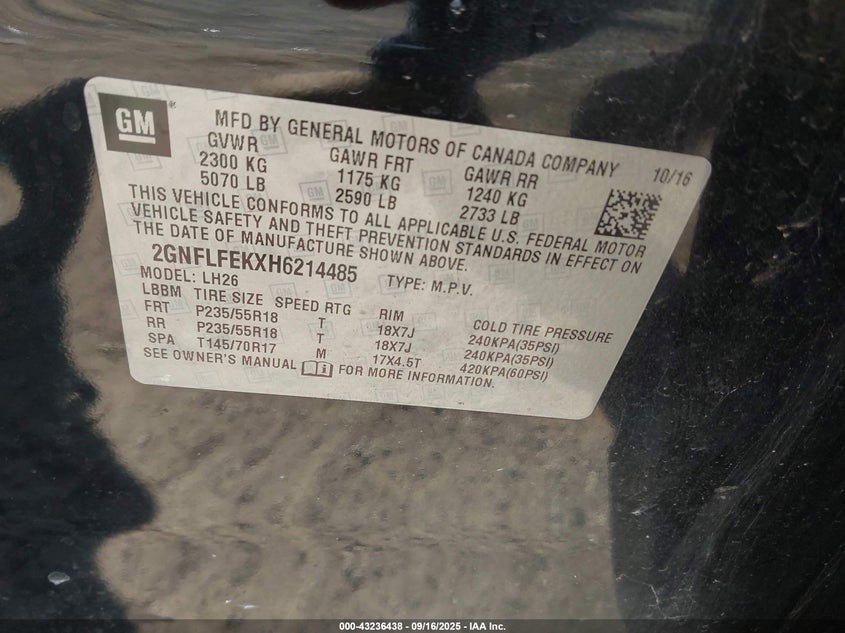 GM®
MFD BY GENERAL MOTORS OF CANADA COMPANY 10/16
GVWR GAWR FRT GAWR RR
2300 KG 1175 KG 1240 KG
5070 LB 2590 LB 2733 LB
THIS VEHICLE CONFORMS TO ALL APPLICABLE U.S. FEDERAL MOTOR
VEHICLE SAFETY AND THEFT PREVENTION STANDARDS IN EFFECT ON
THE DATE OF MANUFACTURE SHOWN ABOVE.
2GNFLFEKXH6214485 TYPE: M.P.V.
MODEL: LH26
LBBM TIRE SIZE SPEED RTG RIM COLD TIRE PRESSURE
FRT P235/55R18 T 18X7J 240KPA(35PSI)
RR P235/55R18 T 18X7J 240KPA(35PSI)
SPA T145/70R17 M 17X4.5T 420KPA(60PSI)
SEE OWNER'S MANUAL FOR MORE INFORMATION.
000-43236438 - 09/16/2025 - IAA Inc.